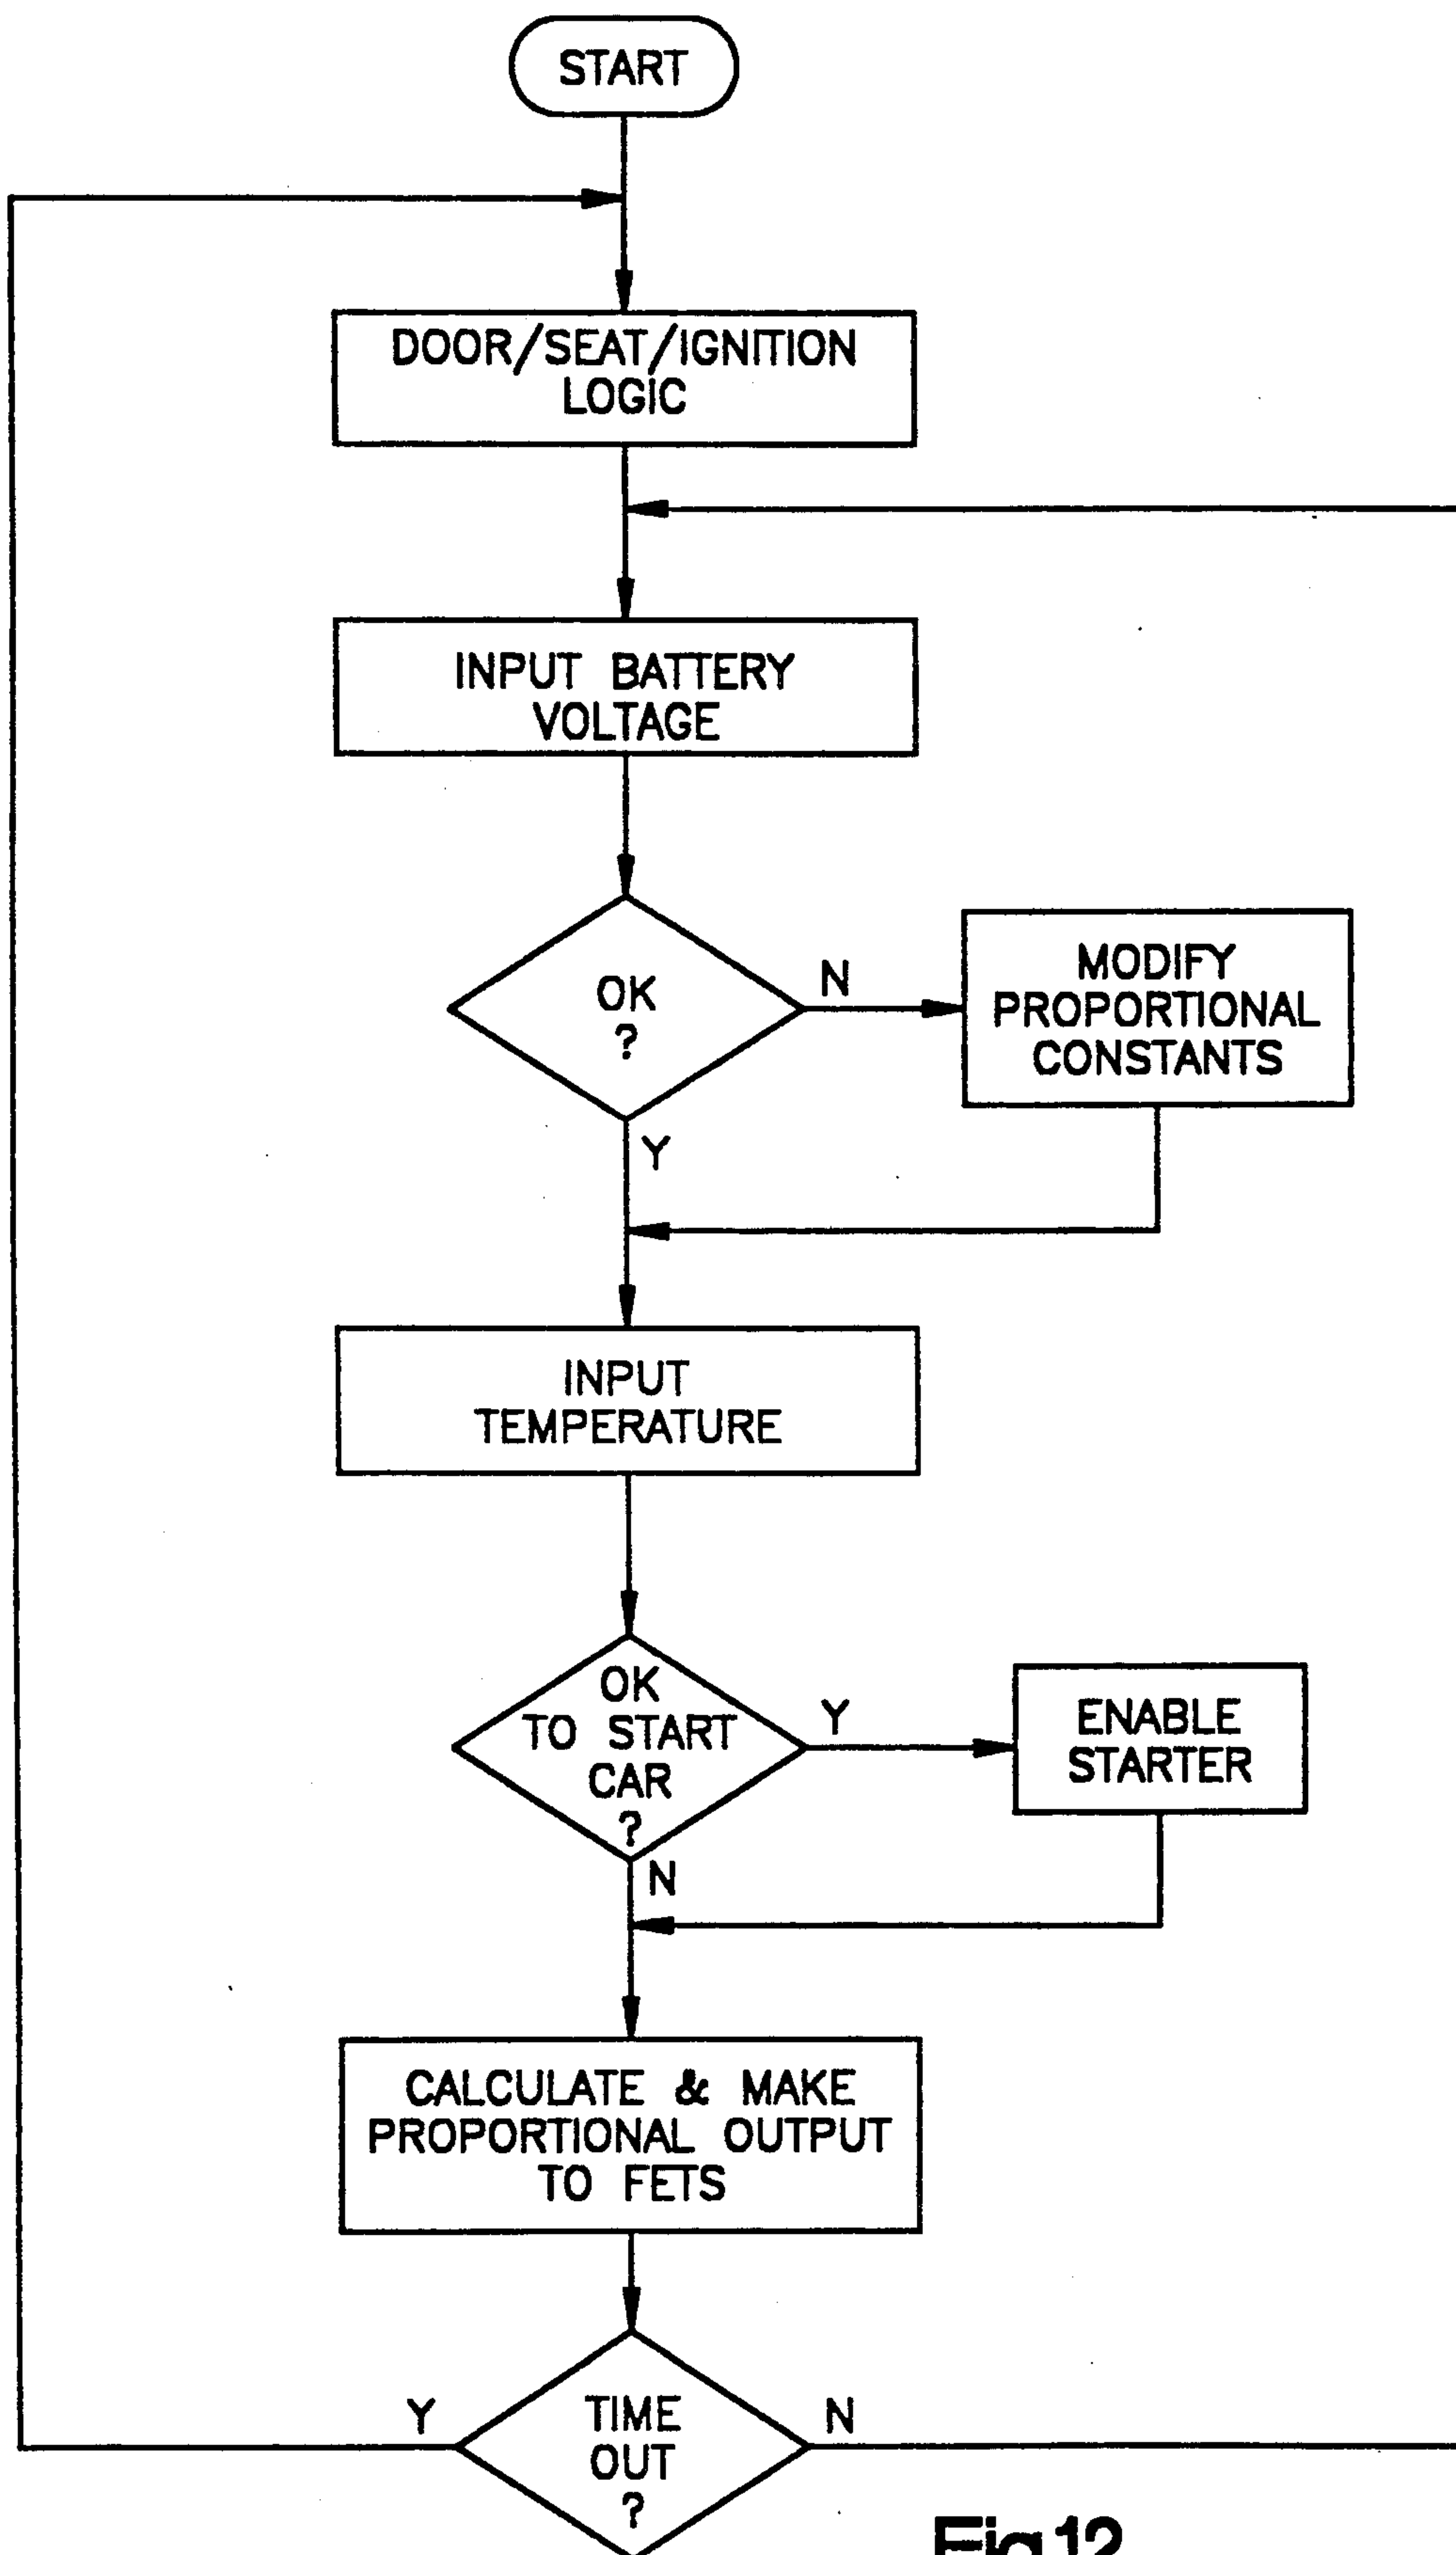 START
DOOR/SEAT/IGNITION
LOGIC
INPUT BATTERY
VOLTAGE
OK
?
N
MODIFY
PROPORTIONAL
CONSTANTS
Y
INPUT
TEMPERATURE
OK
TO START
CAR
?
Y
ENABLE
STARTER
N
CALCULATE & MAKE
PROPORTIONAL OUTPUT
TO FETS
Y
TIME
OUT
?
N
Fig.12